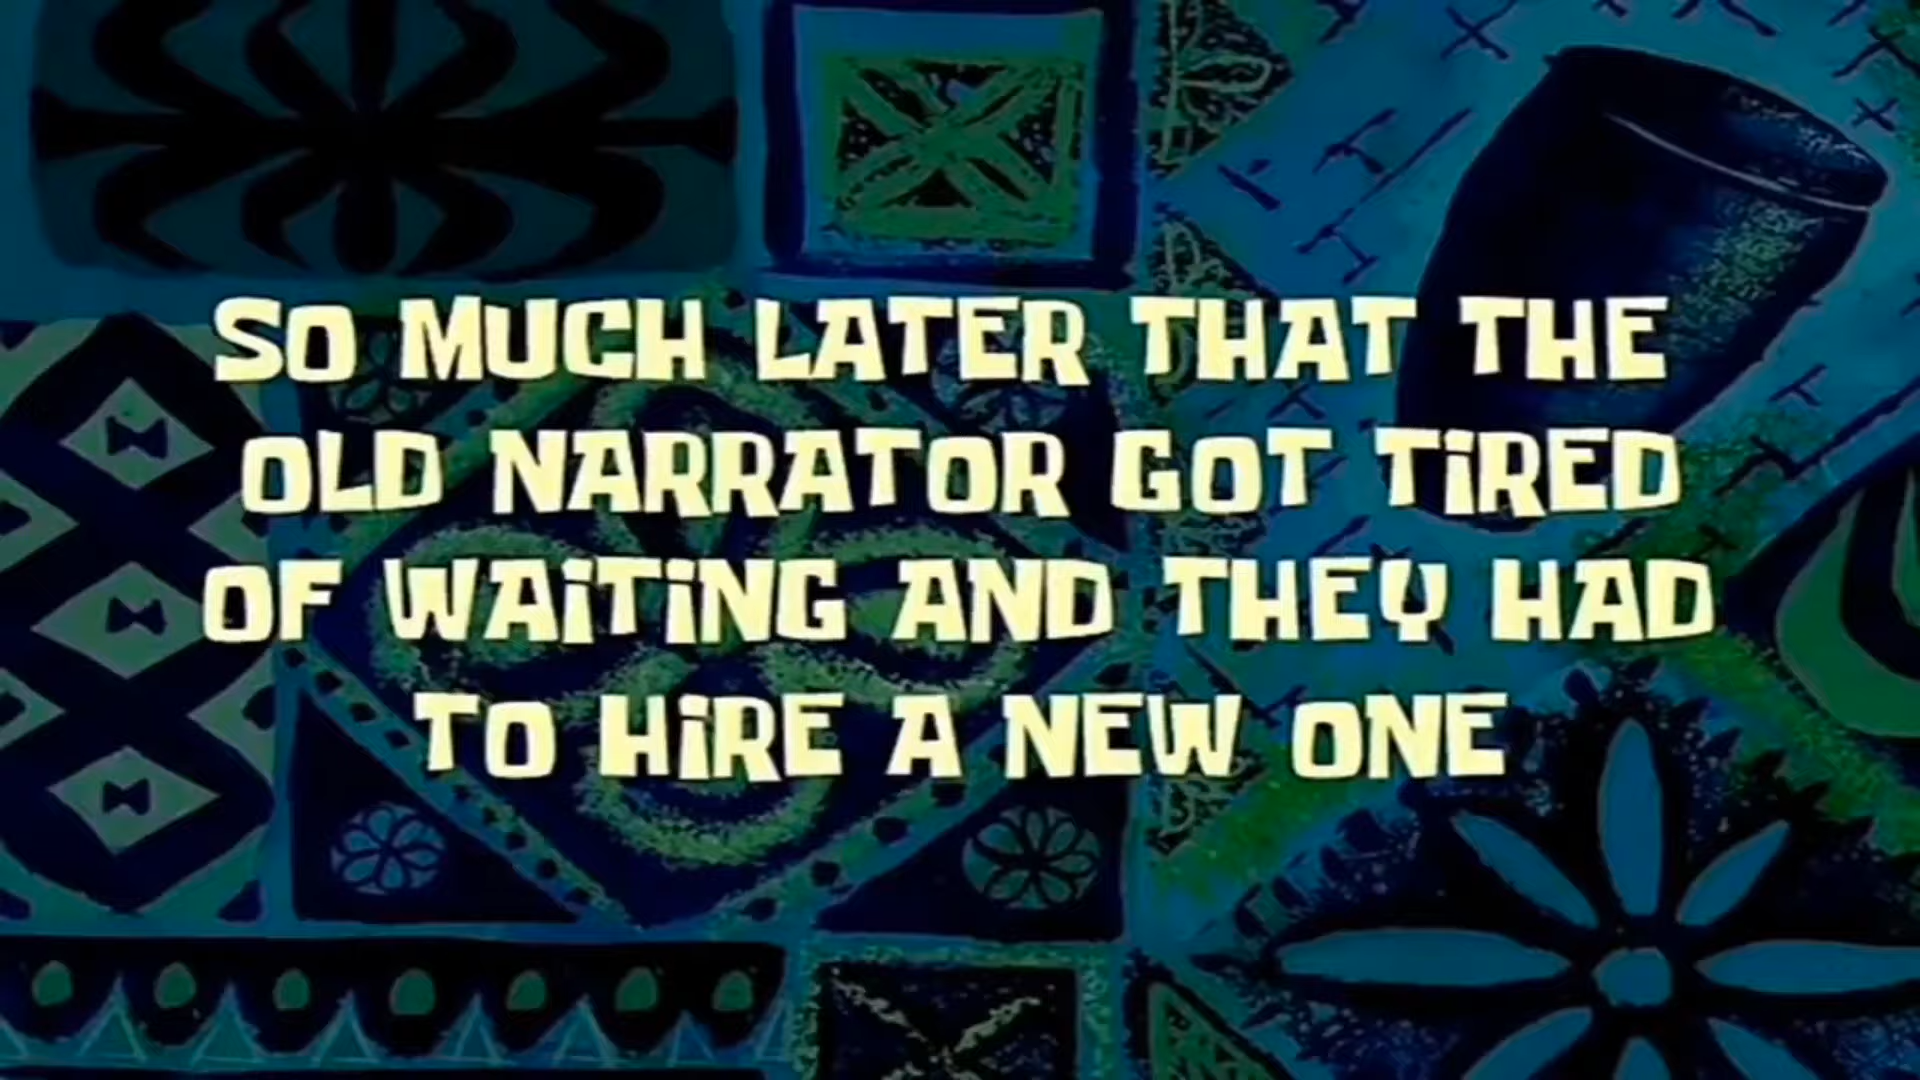 SO MUCH LATER THAT THE
OLD NARRATOR GOT TIRED
OF WAITING AND THEY HAD
TO HIRE A NEW ONE